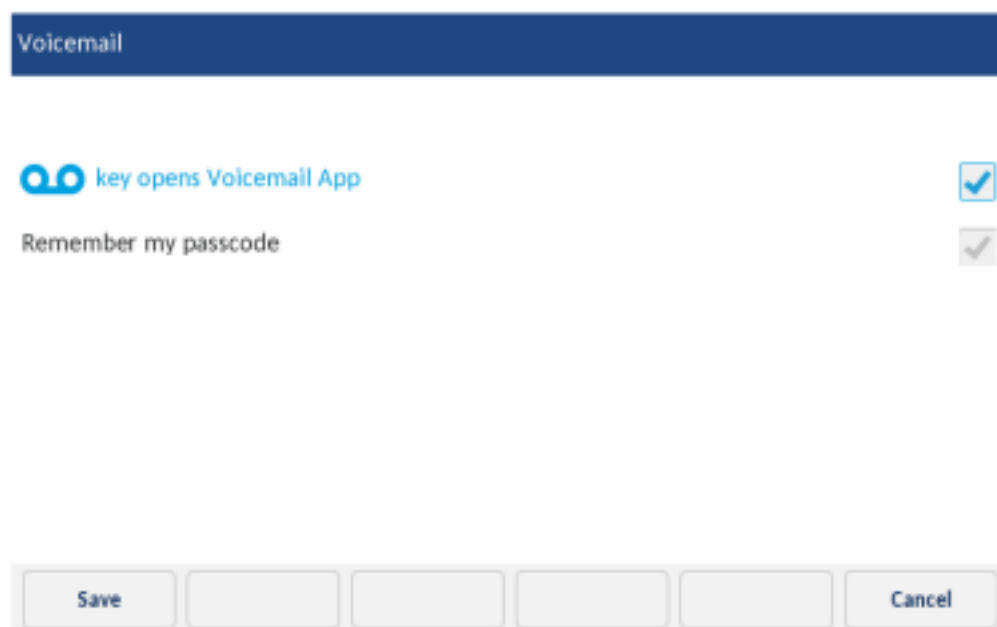 Voicemail
key opens Voicemail App
Remember my passcode
Save
Cancel